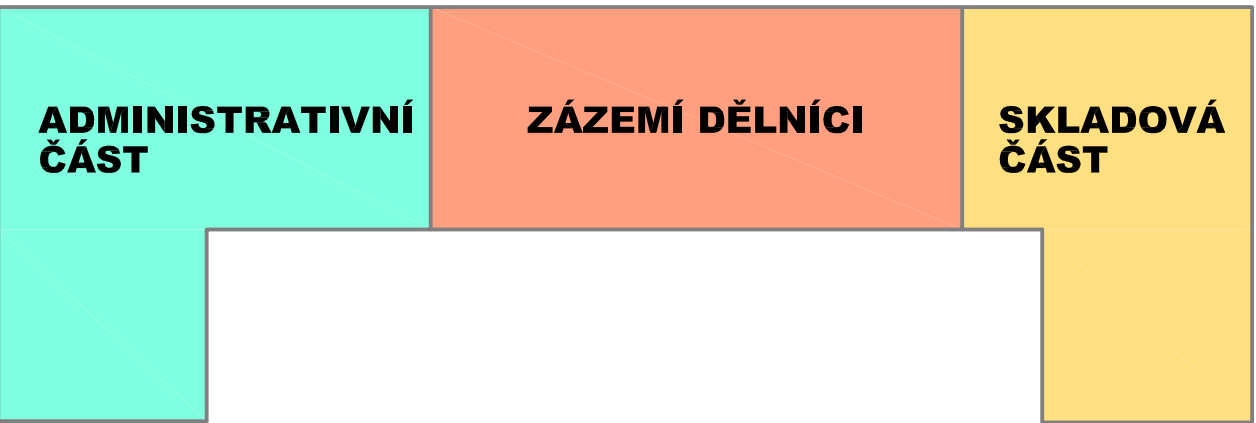 ADMINISTRATIVNÍ
ČÁST
ZÁZEMÍ DĚLNÍCI
SKLADOVÁ
ČÁST